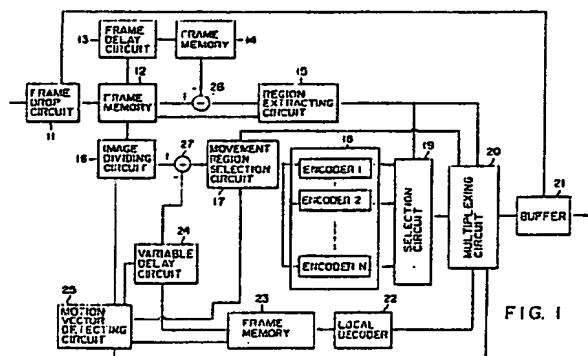 13
FRAME
DELAY
CIRCUIT
FRAME
MEMORY
14
12
FRAME
DROP
CIRCUIT
11
FRAME
MEMORY
1
26
15
REGION
EXTRACTING
CIRCUIT
IMAGE
DIVIDING
CIRCUIT
16
1
27
MOVEMENT
REGION
SELECTION
CIRCUIT
17
18
ENCODER 1
ENCODER 2
ENCODER N
19
SELECTION
CIRCUIT
20
MULTIPLEXING
CIRCUIT
21
BUFFER
24
VARIABLE
DELAY
CIRCUIT
25
MOTION
VECTOR
DETECTING
CIRCUIT
23
FRAME
MEMORY
22
LOCAL
DECODER
FIG. 1